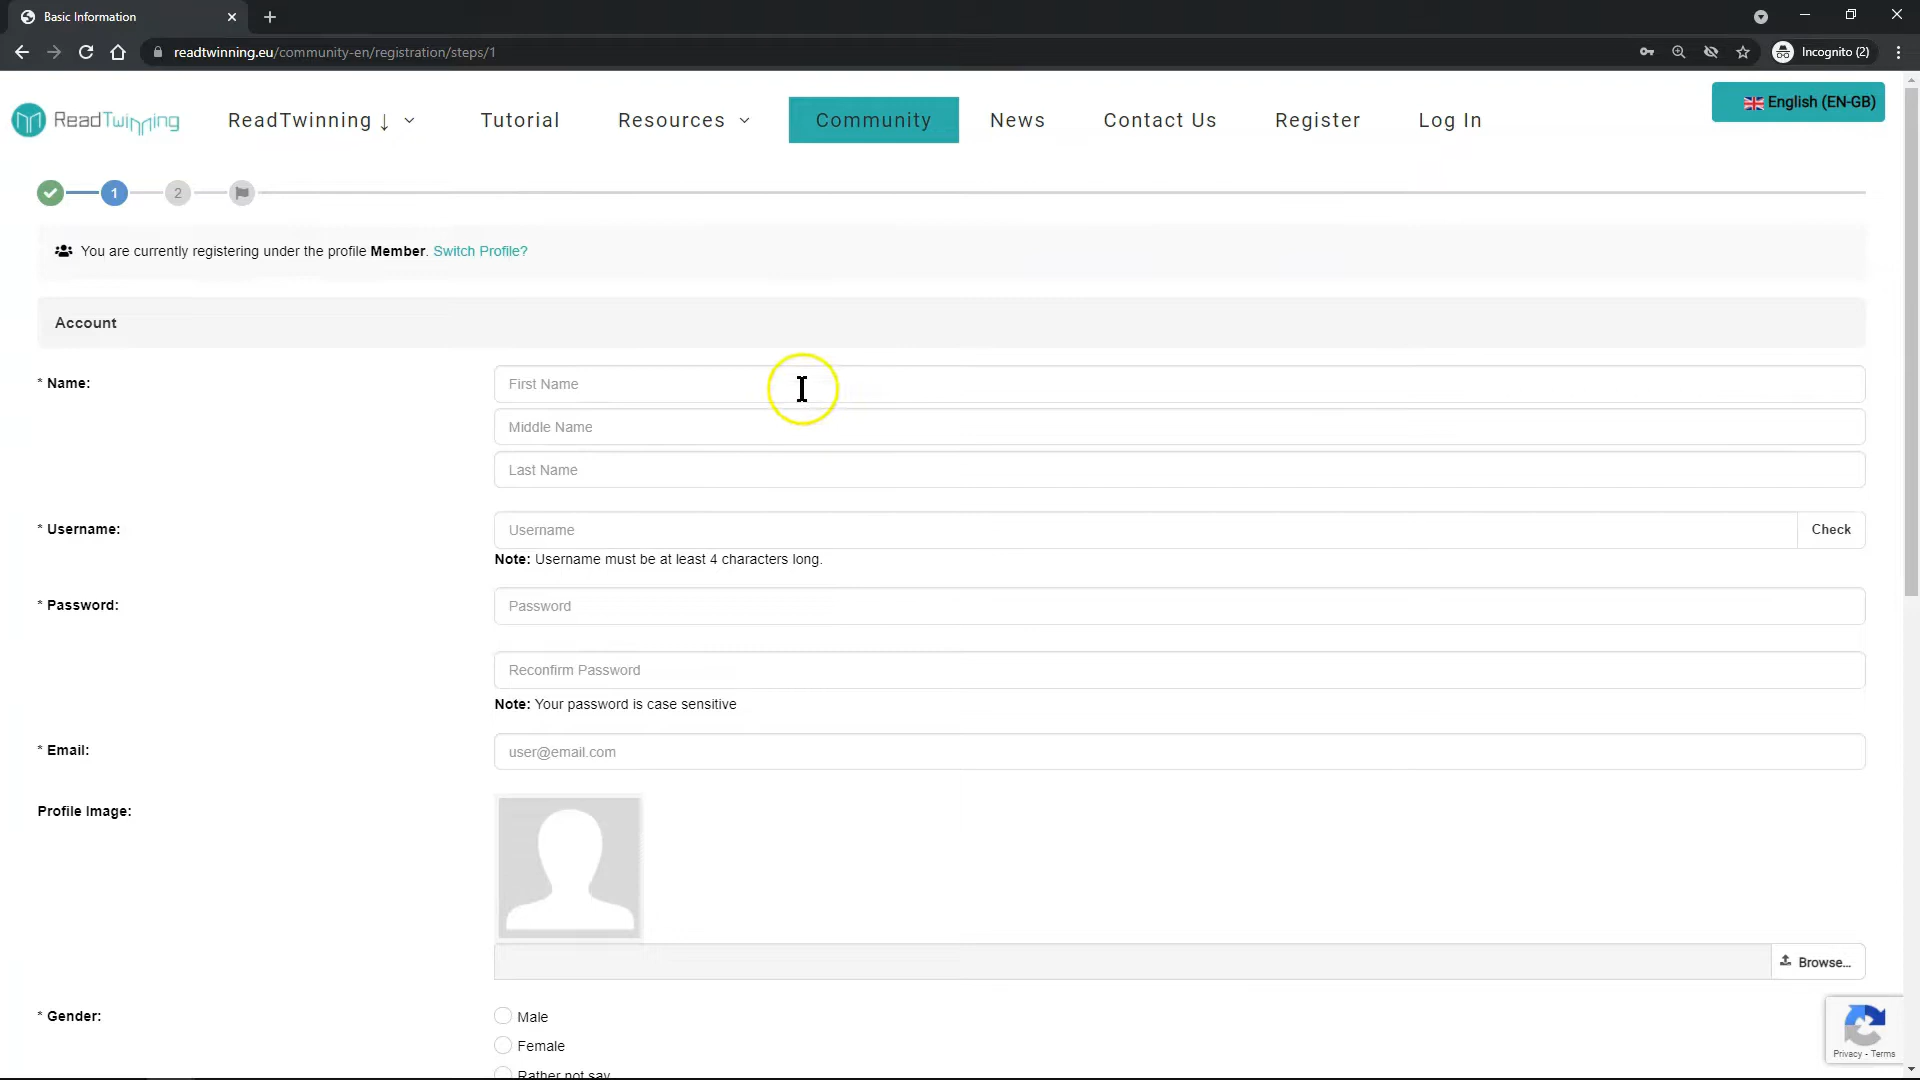 Basic Information
readtwinning.eu/community-en/registration/steps/1
Incognito (2)
ReadTwinning
ReadTwinning ↓
Tutorial
Resources
Community
News
Contact Us
Register
Log In
English (EN-GB)
1
2
You are currently registering under the profile Member. Switch Profile?
Account
* Name:
First Name
Middle Name
Last Name
* Username:
Username
Check
Note: Username must be at least 4 characters long.
* Password:
Password
Reconfirm Password
Note: Your password is case sensitive
* Email:
user@email.com
Profile Image:
Browse...
* Gender:
Male
Female
Rather not say
Privacy - Terms